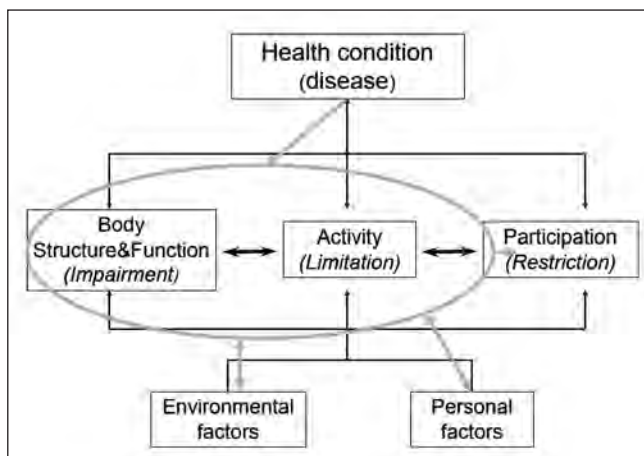 Health condition
(disease)
Body
Structure&Function
(Impairment)
Activity
(Limitation)
Participation
(Restriction)
Environmental
factors
Personal
factors